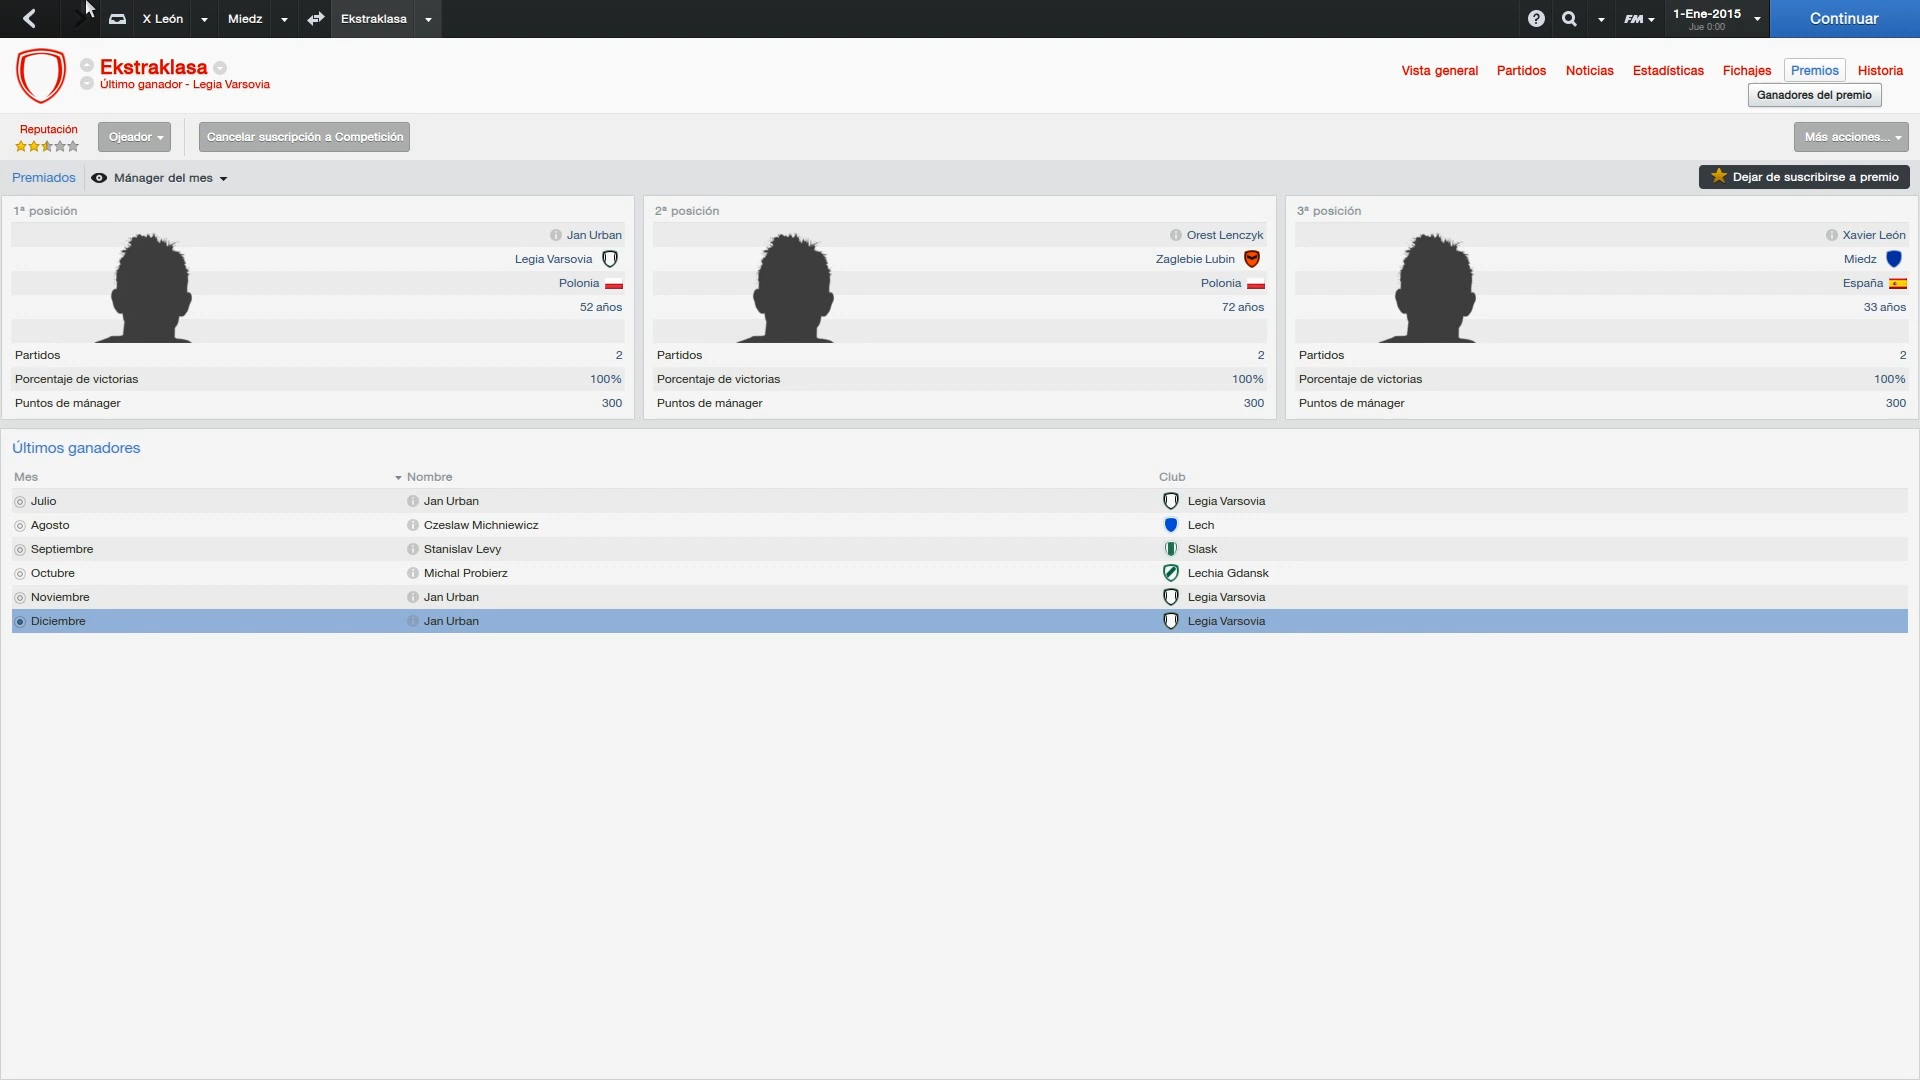 X León Miedz Ekstraklasa ? FM 1-Ene-2015 Continuar
Jue 0:00
Ekstraklasa
Último ganador - Legia Varsovia
Vista general Partidos Noticias Estadísticas Fichajes Premios Historia
Ganadores del premio
Reputación
Ojeador Cancelar suscripción a Competición Más acciones...
Premiados Mánager del mes Dejar de suscribirse a premio
1ª posición 2ª posición 3ª posición
Jan Urban Orest Lenczyk Xavier León
Legia Varsovia Zaglebie Lubin Miedz
Polonia Polonia España
52 años 72 años 33 años
Partidos 2 Partidos 2 Partidos 2
Porcentaje de victorias 100% Porcentaje de victorias 100% Porcentaje de victorias 100%
Puntos de mánager 300 Puntos de mánager 300 Puntos de mánager 300
Últimos ganadores
Mes Nombre Club
Julio Jan Urban Legia Varsovia
Agosto Czeslaw Michniewicz Lech
Septiembre Stanislav Levy Slask
Octubre Michal Probierz Lechia Gdansk
Noviembre Jan Urban Legia Varsovia
Diciembre Jan Urban Legia Varsovia